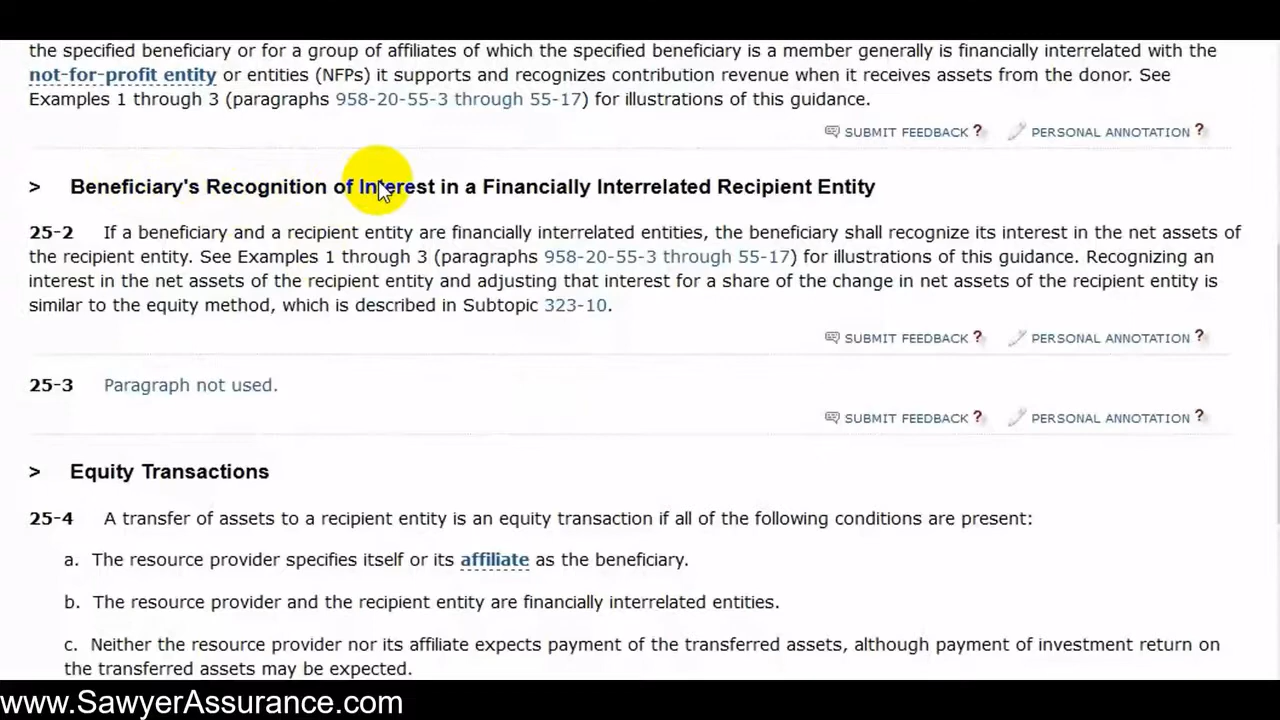 the specified beneficiary or for a group of affiliates of which the specified beneficiary is a member generally is financially interrelated with the
not-for-profit entity or entities (NFPs) it supports and recognizes contribution revenue when it receives assets from the donor. See
Examples 1 through 3 (paragraphs 958-20-55-3 through 55-17) for illustrations of this guidance.
SUBMIT FEEDBACK ? PERSONAL ANNOTATION ?
> Beneficiary's Recognition of Interest in a Financially Interrelated Recipient Entity
25-2 If a beneficiary and a recipient entity are financially interrelated entities, the beneficiary shall recognize its interest in the net assets of
the recipient entity. See Examples 1 through 3 (paragraphs 958-20-55-3 through 55-17) for illustrations of this guidance. Recognizing an
interest in the net assets of the recipient entity and adjusting that interest for a share of the change in net assets of the recipient entity is
similar to the equity method, which is described in Subtopic 323-10.
SUBMIT FEEDBACK ? PERSONAL ANNOTATION ?
25-3 Paragraph not used.
SUBMIT FEEDBACK ? PERSONAL ANNOTATION ?
> Equity Transactions
25-4 A transfer of assets to a recipient entity is an equity transaction if all of the following conditions are present:
a. The resource provider specifies itself or its affiliate as the beneficiary.
b. The resource provider and the recipient entity are financially interrelated entities.
c. Neither the resource provider nor its affiliate expects payment of the transferred assets, although payment of investment return on
the transferred assets may be expected.
www.SawyerAssurance.com